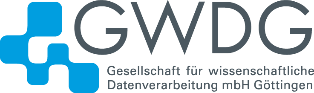 GWDG
Gesellschaft für wissenschaftliche
Datenverarbeitung mbH Göttingen